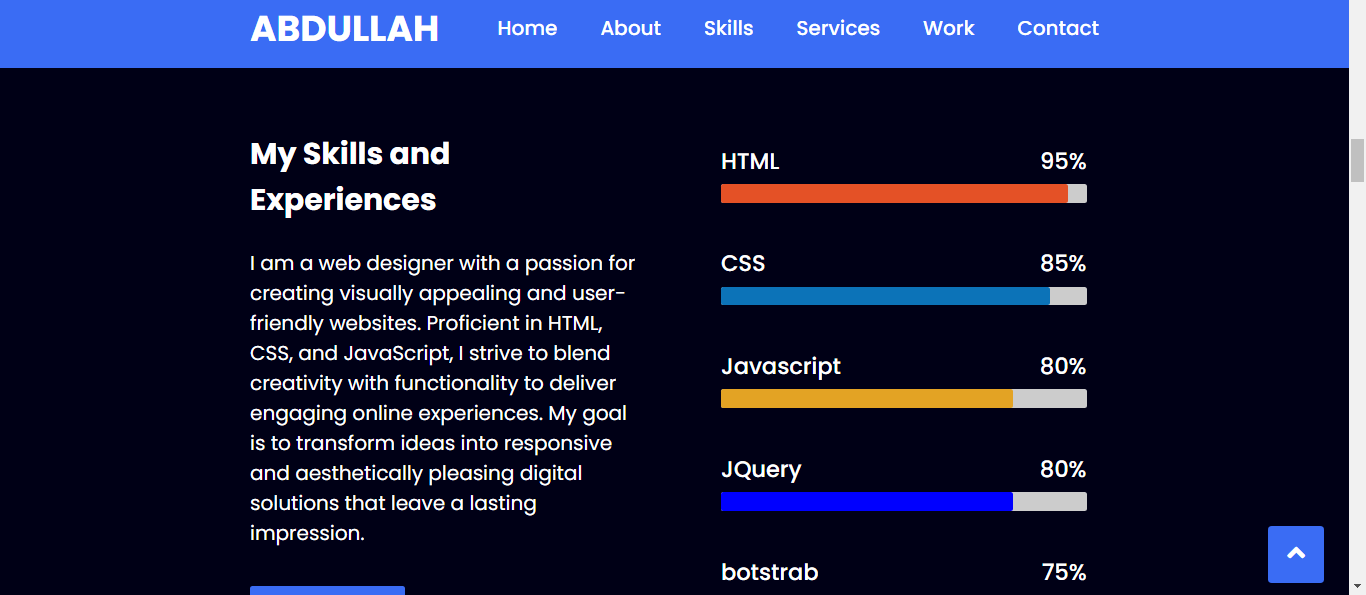 ABDULLAH Home About Skills Services Work Contact
My Skills and
Experiences
I am a web designer with a passion for
creating visually appealing and user-
friendly websites. Proficient in HTML,
CSS, and JavaScript, I strive to blend
creativity with functionality to deliver
engaging online experiences. My goal
is to transform ideas into responsive
and aesthetically pleasing digital
solutions that leave a lasting
impression.
HTML 95%
CSS 85%
Javascript 80%
JQuery 80%
botstrab 75%